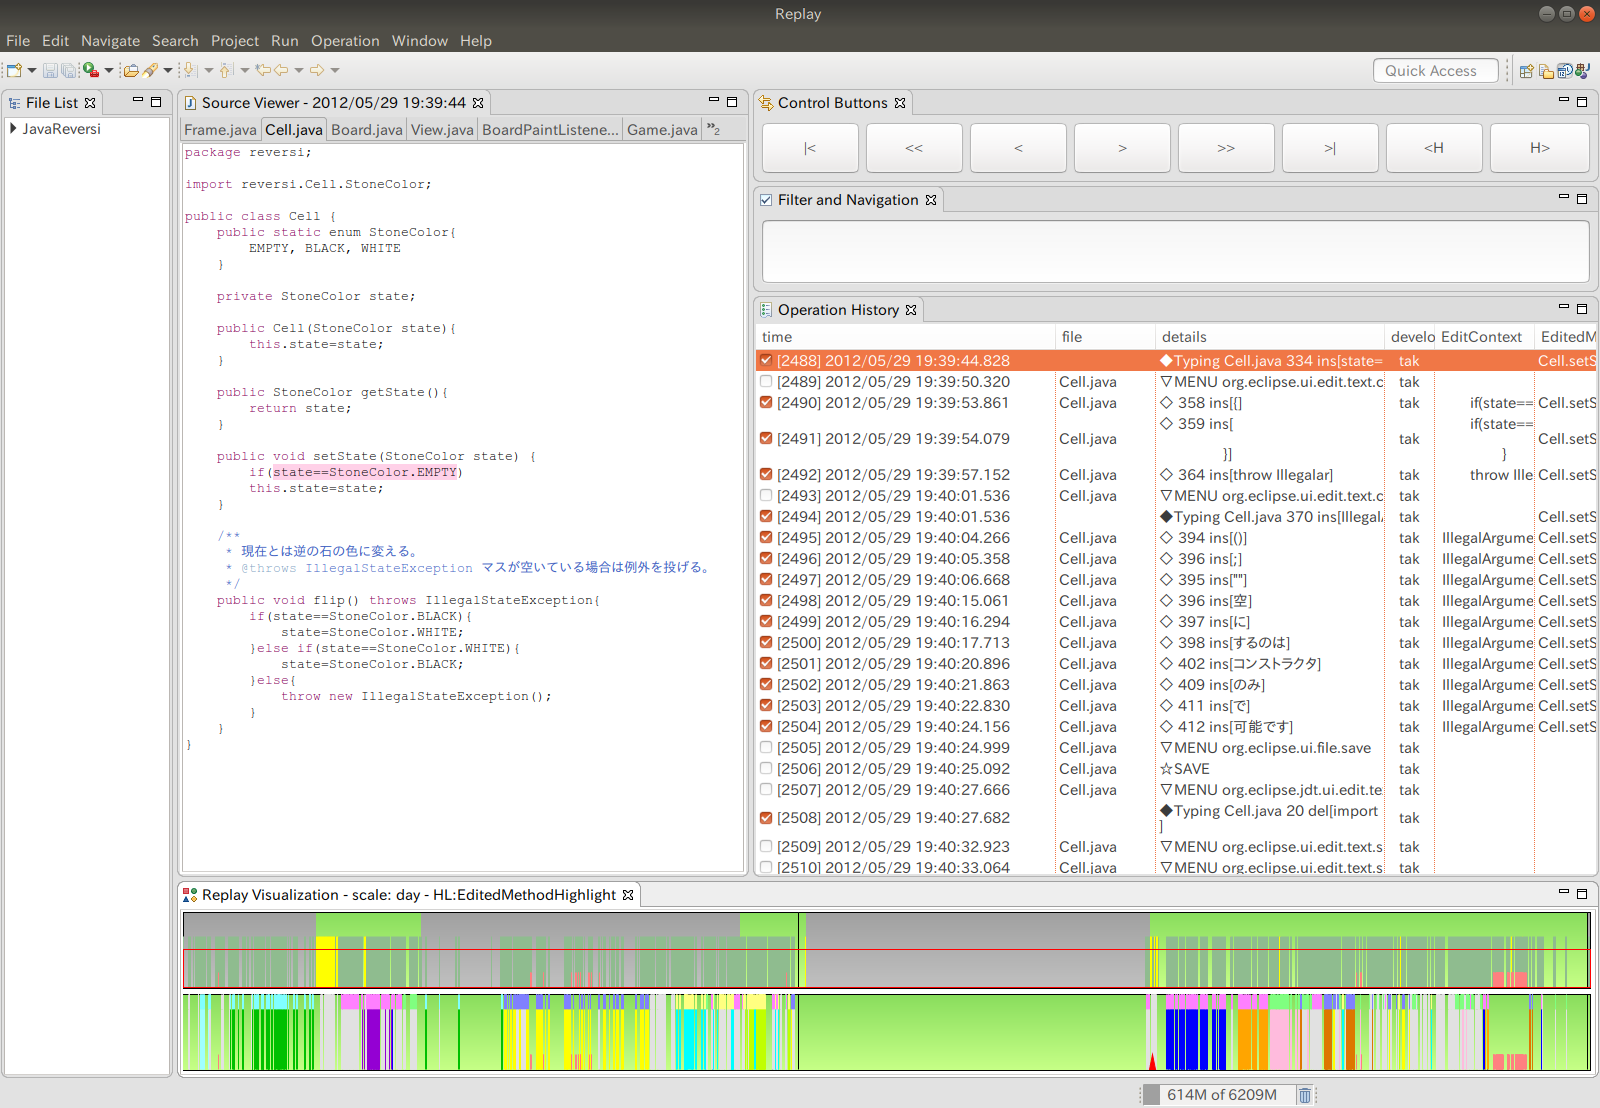 Replay
File Edit Navigate Search Project Run Operation Window Help
Quick Access
File List
JavaReversi
Source Viewer - 2012/05/29 19:39:44
Frame.java Cell.java Board.java View.java BoardPaintListene... Game.java »2
package reversi;
import reversi.Cell.StoneColor;
public class Cell {
public static enum StoneColor{
EMPTY, BLACK, WHITE
}
private StoneColor state;
public Cell(StoneColor state){
this.state=state;
}
public StoneColor getState(){
return state;
}
public void setState(StoneColor state) {
if(state==StoneColor.EMPTY)
this.state=state;
}
/**
* 現在とは逆の石の色に変える。
* @throws IllegalStateException マスが空いている場合は例外を投げる。
*/
public void flip() throws IllegalStateException{
if(state==StoneColor.BLACK){
state=StoneColor.WHITE;
}else if(state==StoneColor.WHITE){
state=StoneColor.BLACK;
}else{
throw new IllegalStateException();
}
}
}
Control Buttons
|< << < > >> >| <H H>
Filter and Navigation
Operation History
time file details develo EditContext EditedM
[2488] 2012/05/29 19:39:44.828 ◆Typing Cell.java 334 ins[state= tak Cell.setS
[2489] 2012/05/29 19:39:50.320 Cell.java ▽MENU org.eclipse.ui.edit.text.c tak
[2490] 2012/05/29 19:39:53.861 Cell.java ◇ 358 ins[{] tak if(state== Cell.setS
◇ 359 ins[ if(state==
[2491] 2012/05/29 19:39:54.079 Cell.java tak Cell.setS
}] }
[2492] 2012/05/29 19:39:57.152 Cell.java ◇ 364 ins[throw Illegalar] tak throw Ille Cell.setS
[2493] 2012/05/29 19:40:01.536 Cell.java ▽MENU org.eclipse.ui.edit.text.c tak
[2494] 2012/05/29 19:40:01.536 ◆Typing Cell.java 370 ins[IllegalA tak Cell.setS
[2495] 2012/05/29 19:40:04.266 Cell.java ◇ 394 ins[()] tak IllegalArgume Cell.setS
[2496] 2012/05/29 19:40:05.358 Cell.java ◇ 396 ins[;] tak IllegalArgume Cell.setS
[2497] 2012/05/29 19:40:06.668 Cell.java ◇ 395 ins[""] tak IllegalArgume Cell.setS
[2498] 2012/05/29 19:40:15.061 Cell.java ◇ 396 ins[空] tak IllegalArgume Cell.setS
[2499] 2012/05/29 19:40:16.294 Cell.java ◇ 397 ins[に] tak IllegalArgume Cell.setS
[2500] 2012/05/29 19:40:17.713 Cell.java ◇ 398 ins[するのは] tak IllegalArgume Cell.setS
[2501] 2012/05/29 19:40:20.896 Cell.java ◇ 402 ins[コンストラクタ] tak IllegalArgume Cell.setS
[2502] 2012/05/29 19:40:21.863 Cell.java ◇ 409 ins[のみ] tak IllegalArgume Cell.setS
[2503] 2012/05/29 19:40:22.830 Cell.java ◇ 411 ins[で] tak IllegalArgume Cell.setS
[2504] 2012/05/29 19:40:24.156 Cell.java ◇ 412 ins[可能です] tak IllegalArgume Cell.setS
[2505] 2012/05/29 19:40:24.999 Cell.java ▽MENU org.eclipse.ui.file.save tak
[2506] 2012/05/29 19:40:25.092 Cell.java ☆SAVE tak
[2507] 2012/05/29 19:40:27.666 Cell.java ▽MENU org.eclipse.jdt.ui.edit.te tak
◆Typing Cell.java 20 del[import
[2508] 2012/05/29 19:40:27.682 tak
]
[2509] 2012/05/29 19:40:32.923 Cell.java ▽MENU org.eclipse.ui.edit.text.s tak
[2510] 2012/05/29 19:40:33.064 Cell.java ▽MENU org.eclipse.ui.edit.text.s tak
Replay Visualization - scale: day - HL:EditedMethodHighlight
614M of 6209M